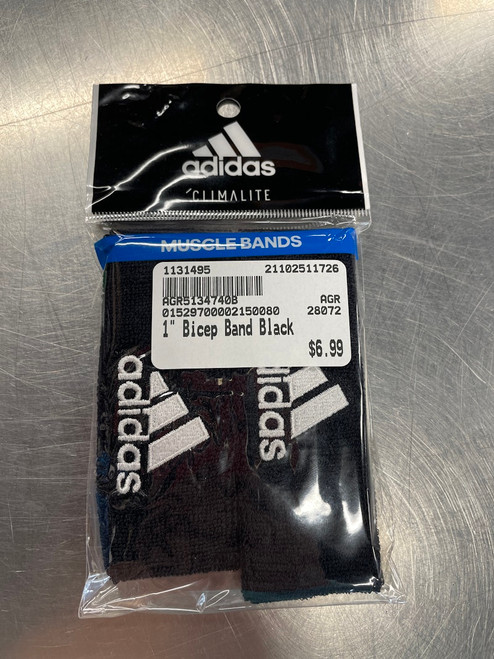 adidas
CLIMALITE
MUSCLE BANDS
1131495 21102511726
AGR5134740B AGR
01529700002150080 28072
1" Bicep Band Black
$6.99
adidas
adidas